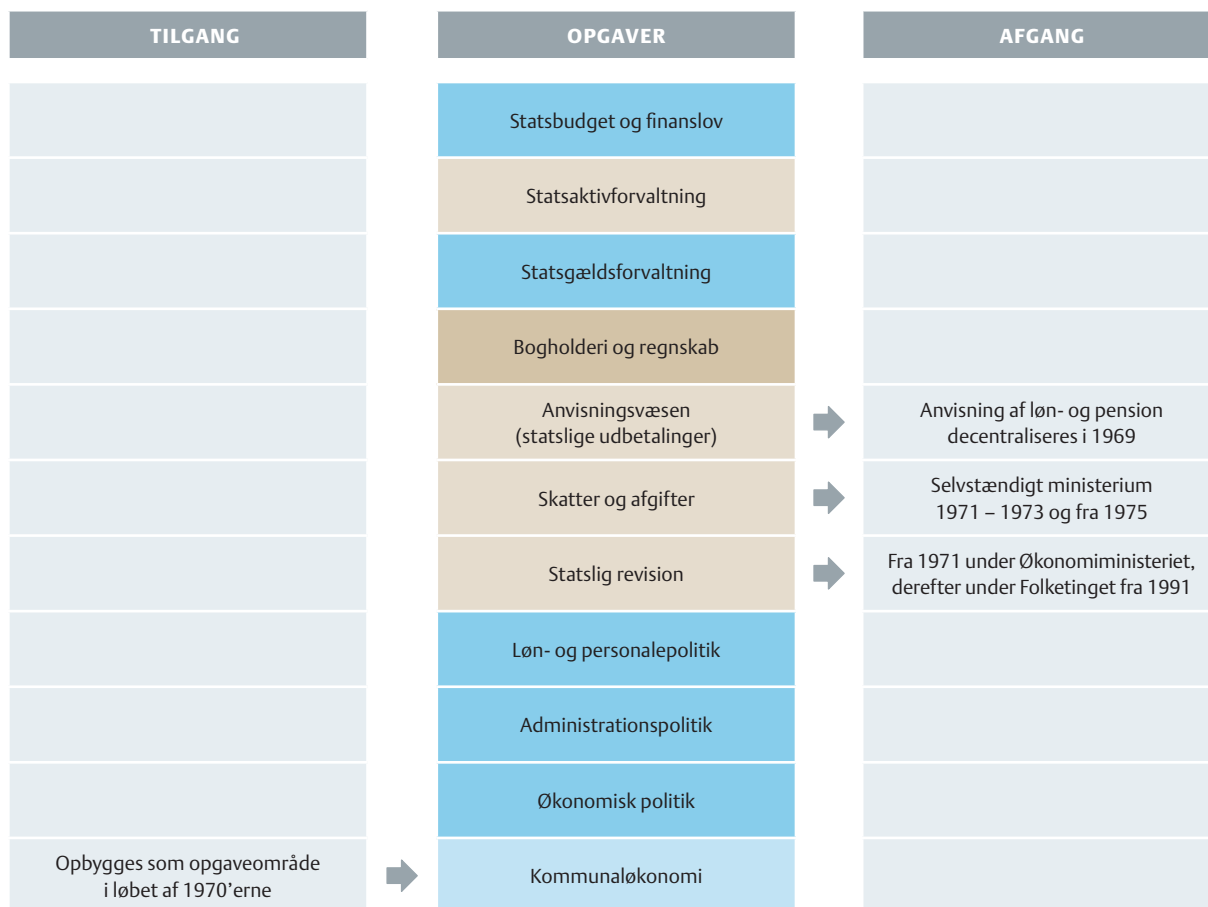 TILGANG
OPGAVER
AFGANG
Statsbudget og finanslov
Statsaktivforvaltning
Statsgældsforvaltning
Bogholderi og regnskab
Anvisningsvæsen
(statslige udbetalinger)
Anvisning af løn- og pension
decentraliseres i 1969
Skatter og afgifter
Selvstændigt ministerium
1971 – 1973 og fra 1975
Statslig revision
Fra 1971 under Økonomiministeriet,
derefter under Folketinget fra 1991
Løn- og personalepolitik
Administrationspolitik
Økonomisk politik
Opbygges som opgaveområde
i løbet af 1970’erne
Kommunaløkonomi